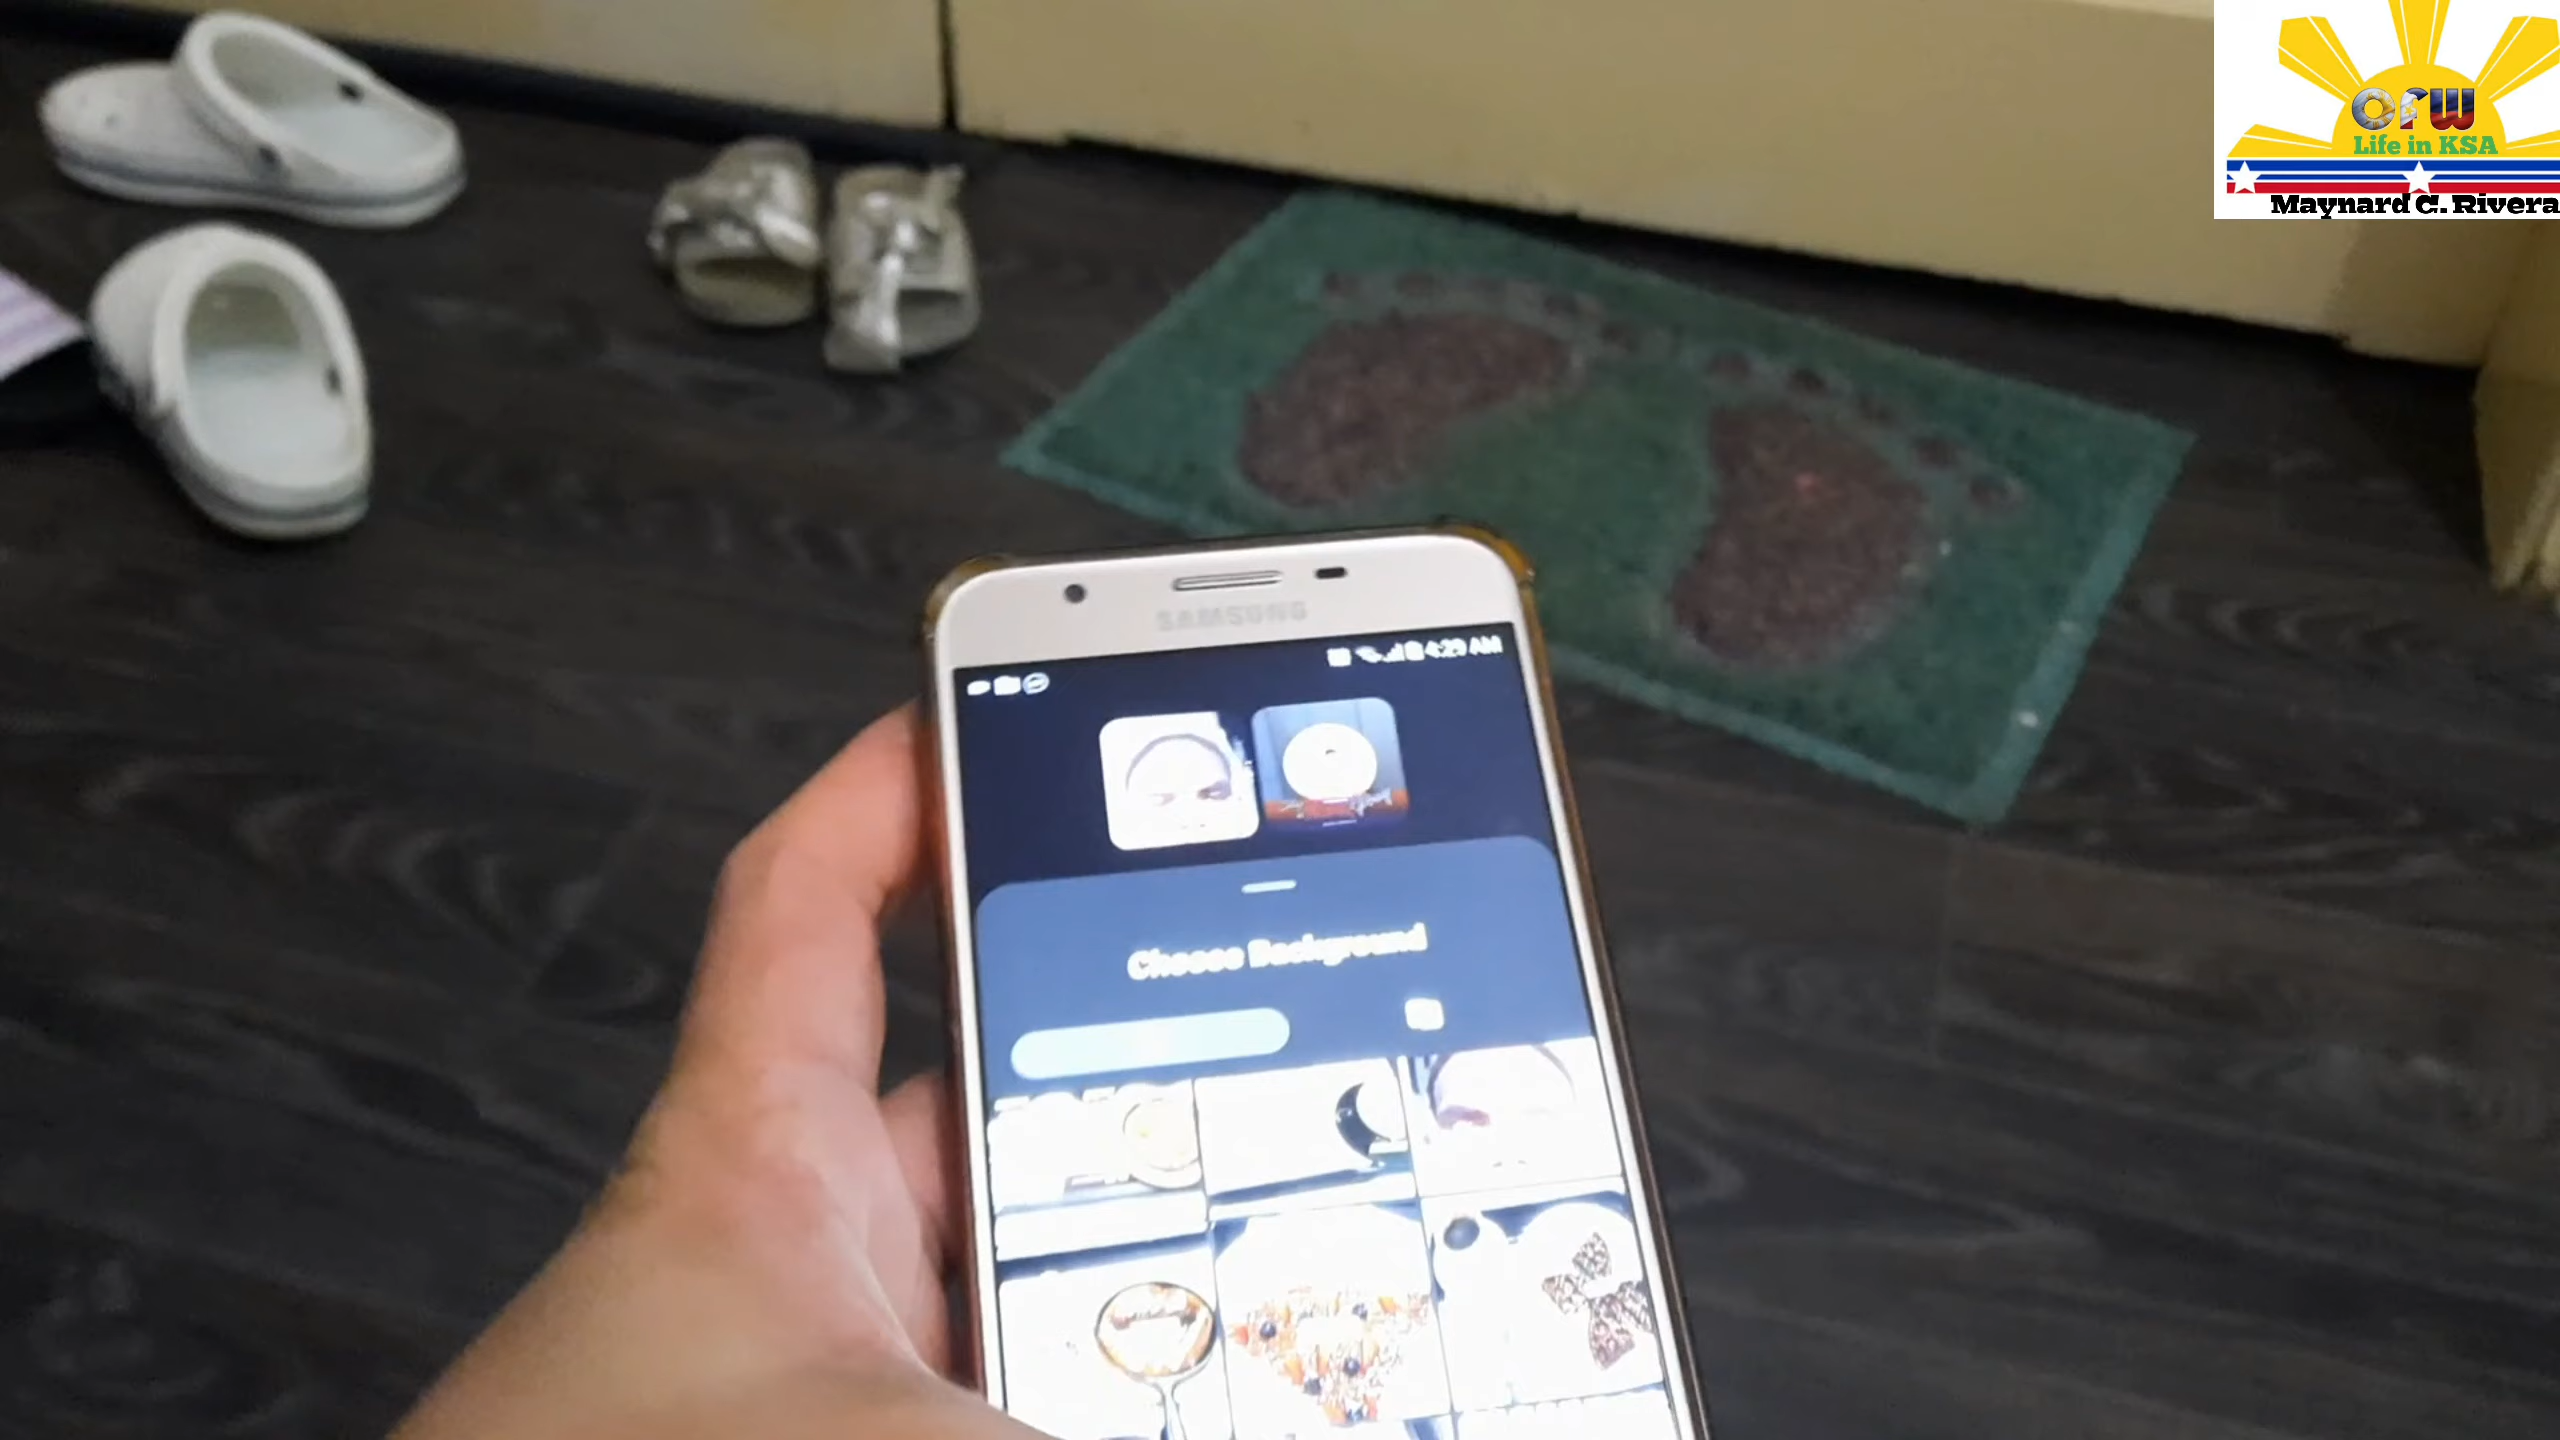 OFW
Life in KSA
Maynard C. Rivera
SAMSUNG
4:29 AM
Choose Background